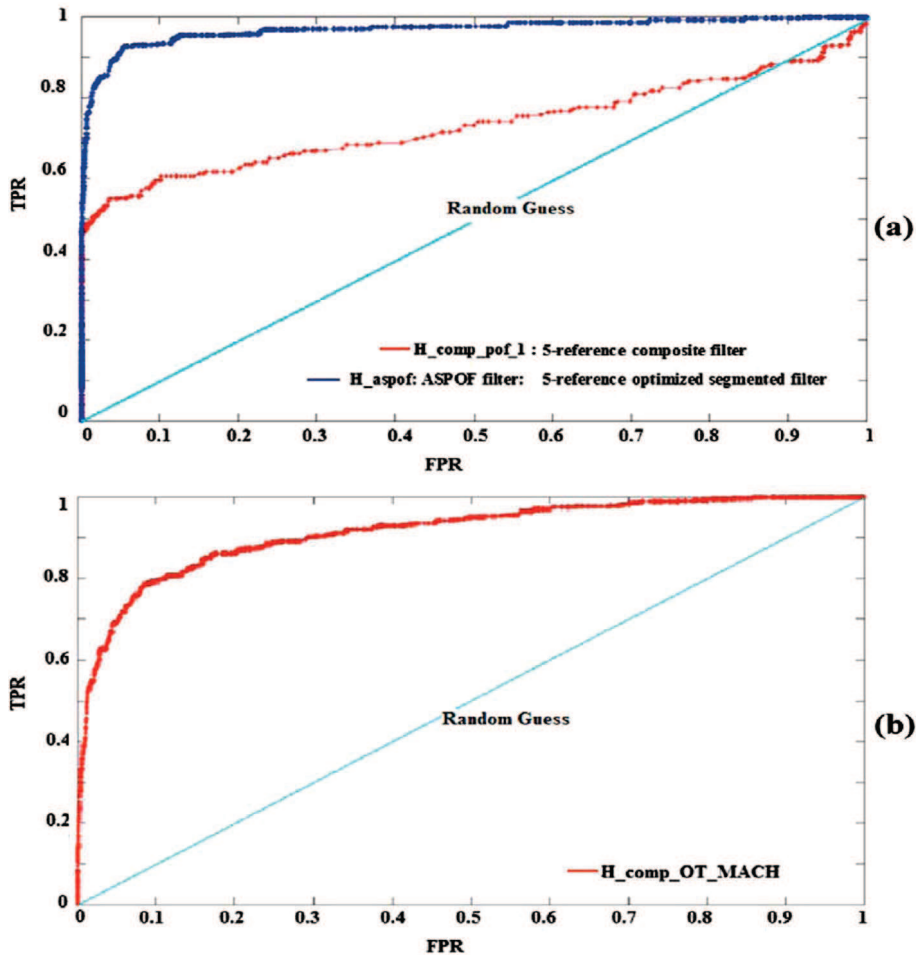 1
0.8
0.6
TPR
0.4
0.2
0
Random Guess
(a)
H_comp_pof_1 : 5-reference composite filter
H_aspof: ASPOF filter: 5-reference optimized segmented filter
0 0.1 0.2 0.3 0.4 0.5 0.6 0.7 0.8 0.9 1
FPR
1
0.8
0.6
TPR
0.4
0.2
0
Random Guess
(b)
H_comp_OT_MACH
0 0.1 0.2 0.3 0.4 0.5 0.6 0.7 0.8 0.9 1
FPR